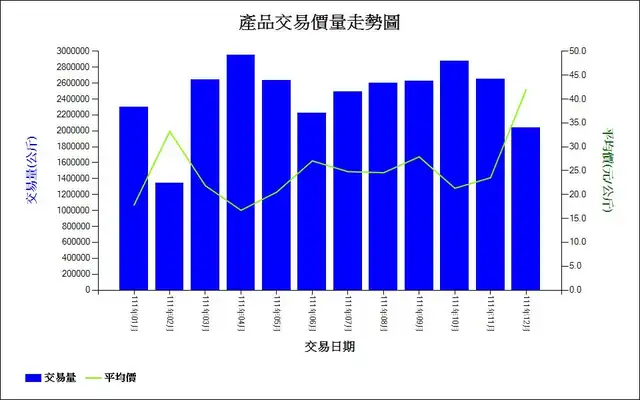 產品交易價量走勢圖
3000000
2800000
2600000
2400000
2200000
2000000
1800000
1600000
1400000
1200000
1000000
800000
600000
400000
200000
0
交易量(公斤)
50.0
45.0
40.0
35.0
30.0
25.0
20.0
15.0
10.0
5.0
0.0
平均價(元/公斤)
111年01月
111年02月
111年03月
111年04月
111年05月
111年06月
111年07月
111年08月
111年09月
111年10月
111年11月
111年12月
交易日期
交易量 平均價